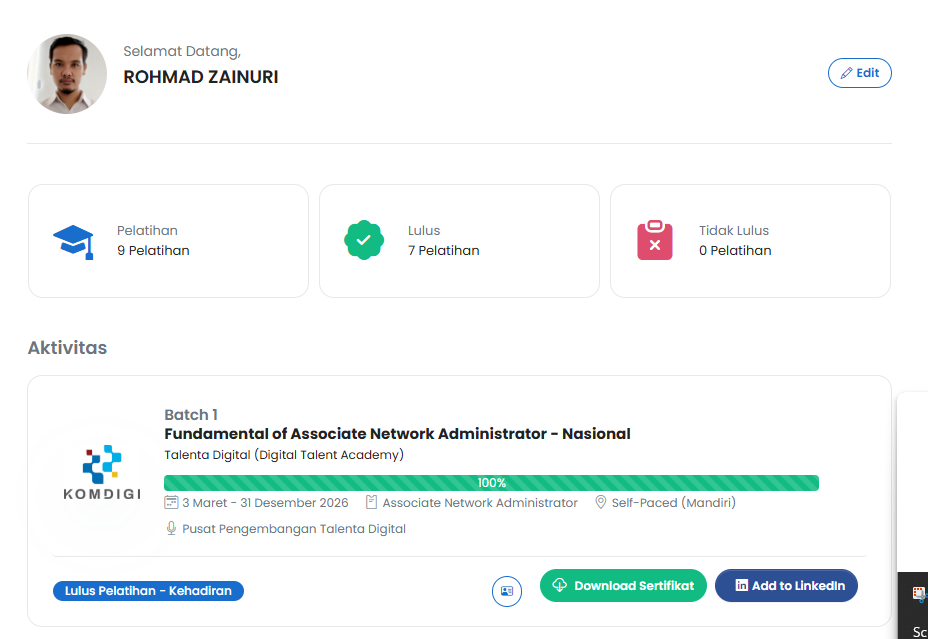 Selamat Datang,
ROHMAD ZAINURI
Edit
Pelatihan
9 Pelatihan
Lulus
7 Pelatihan
Tidak Lulus
0 Pelatihan
Aktivitas
Batch 1
Fundamental of Associate Network Administrator - Nasional
Talenta Digital (Digital Talent Academy)
100%
KOMDIGI
3 Maret - 31 Desember 2026 Associate Network Administrator Self-Paced (Mandiri)
Pusat Pengembangan Talenta Digital
Lulus Pelatihan - Kehadiran
Download Sertifikat
Add to LinkedIn
Sc